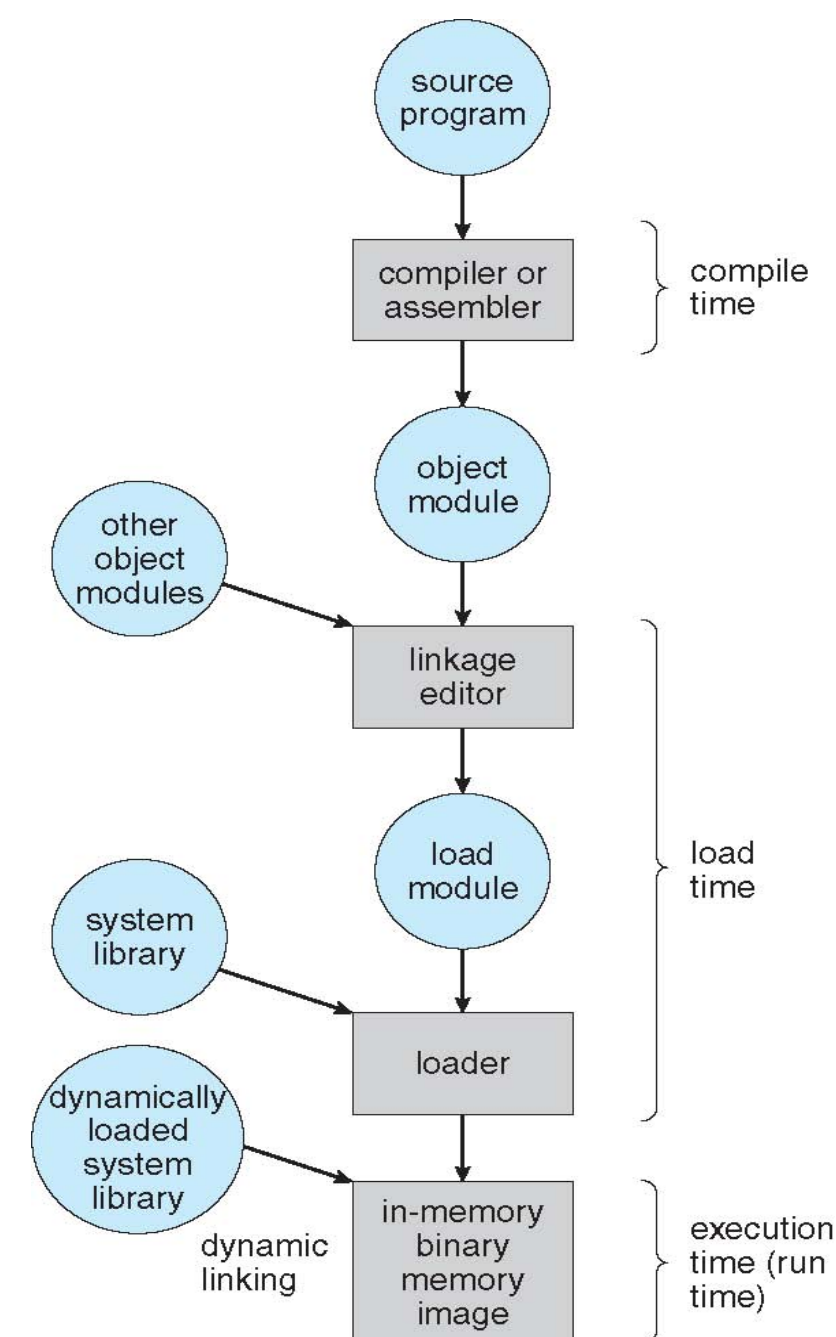 source
program
compiler or
assembler
compile
time
object
module
other
object
modules
linkage
editor
load
module
load
time
system
library
loader
dynamically
loaded
system
library
dynamic
linking
in-memory
binary
memory
image
execution
time (run
time)